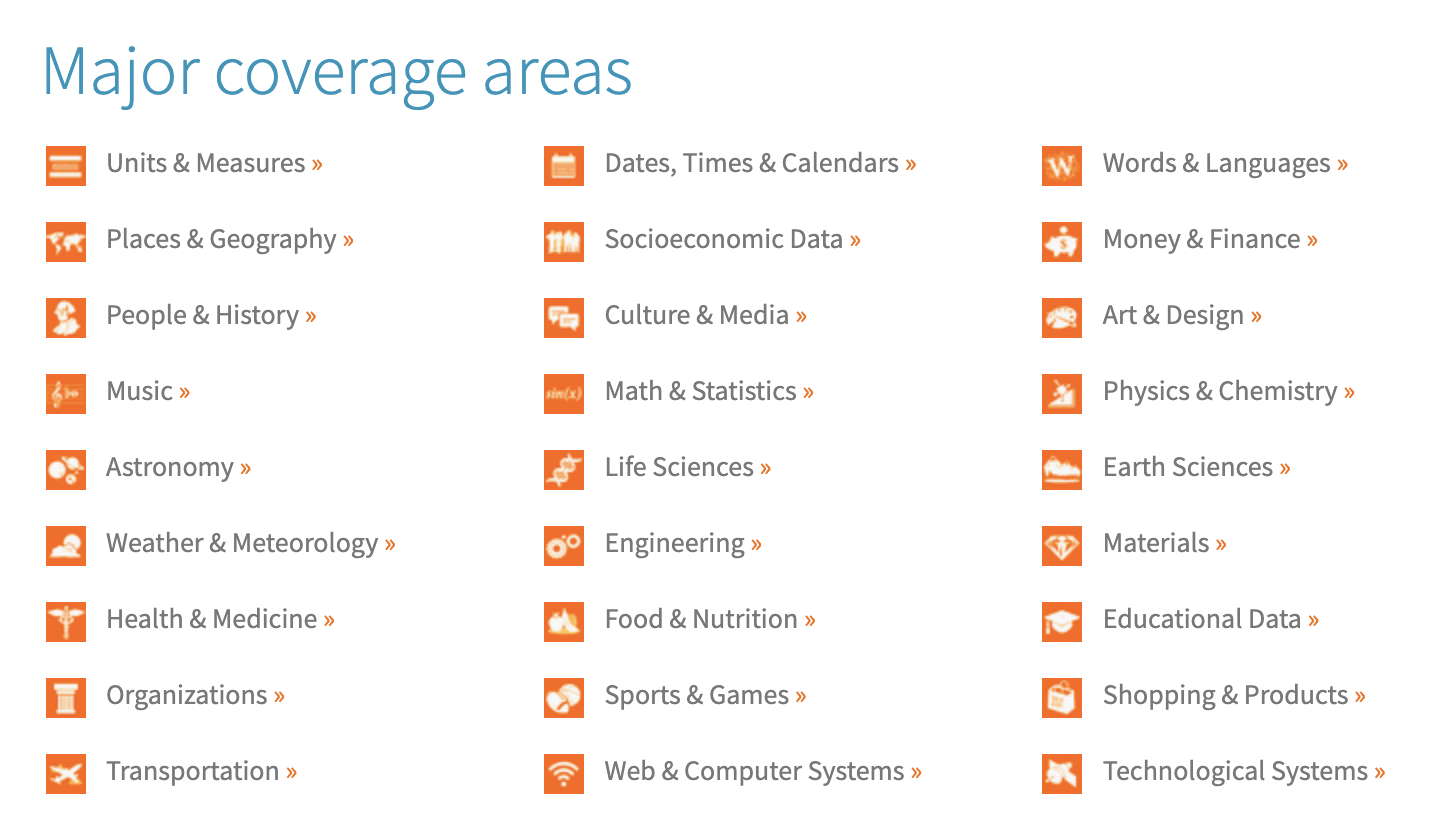 Major coverage areas
Units & Measures »
Dates, Times & Calendars »
W
Words & Languages »
Places & Geography »
Socioeconomic Data »
$
Money & Finance »
People & History »
Culture & Media »
Art & Design »
Music »
sin(x)
Math & Statistics »
Physics & Chemistry »
Astronomy »
Life Sciences »
Earth Sciences »
Weather & Meteorology »
Engineering »
Materials »
Health & Medicine »
Food & Nutrition »
Educational Data »
Organizations »
Sports & Games »
Shopping & Products »
Transportation »
Web & Computer Systems »
Technological Systems »